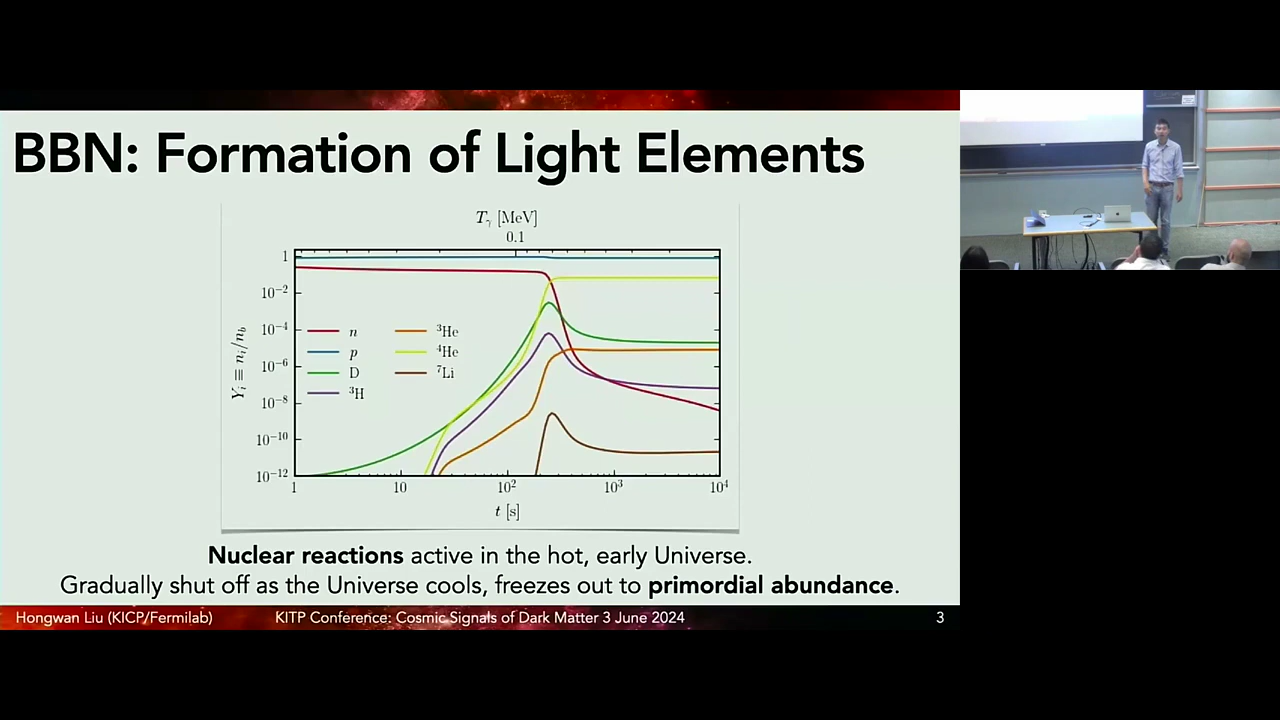 BBN: Formation of Light Elements
Tγ [MeV]
0.1
1
10⁻²
10⁻⁴
10⁻⁶
10⁻⁸
10⁻¹⁰
10⁻¹²
Yᵢ ≡ nᵢ/n_b
n
p
D
³H
³He
⁴He
⁷Li
1
10
10²
10³
10⁴
t [s]
Nuclear reactions active in the hot, early Universe.
Gradually shut off as the Universe cools, freezes out to primordial abundance.
Hongwan Liu (KICP/Fermilab)
KITP Conference: Cosmic Signals of Dark Matter 3 June 2024
3